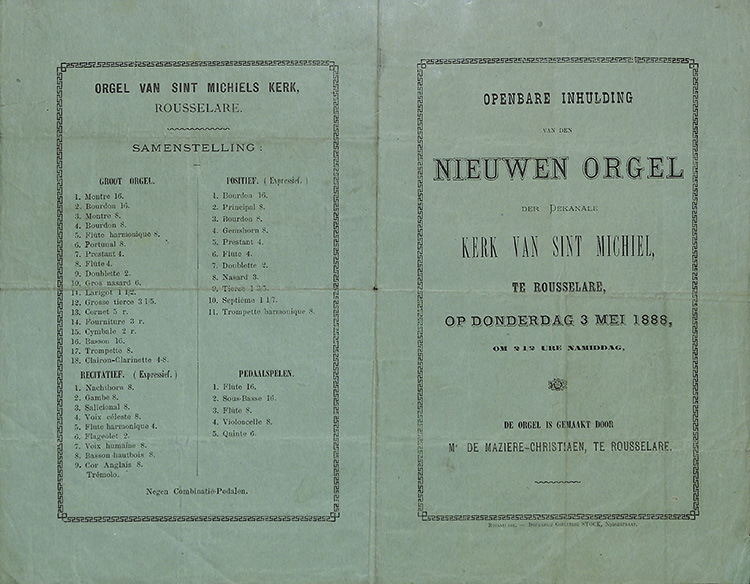 ORGEL VAN SINT MICHIELS KERK,
ROUSSELARE.
SAMENSTELLING:
GROOT ORGEL.
1. Montre 16.
2. Bourdon 16.
3. Montre 8.
4. Bourdon 8.
5. Flute harmonique 8.
6. Portunal 8.
7. Prestant 4.
8. Flûte 4.
9. Doublette 2.
10. Gros nasard 6.
11. Larigot 1 1/2.
12. Grosse tierce 3 1/5.
13. Cornet 5 r.
14. Fourniture 3 r.
15. Cymbale 2 r.
16. Basson 16.
17. Trompette 8.
18. Clairon-Clarinette 4-8.
POSITIEF. (Expressief.)
1. Bourdon 16.
2. Principal 8.
3. Bourdon 8.
4. Gemshorn 8.
5. Prestant 4.
6. Flute 4.
7. Doublette 2.
8. Nasard 3.
9. Tierce 1 3/5.
10. Septième 1 1/7.
11. Trompette harmonique 8.
RECITATIEF. (Expressief.)
1. Nachthorn 8.
2. Gambe 8.
3. Salicional 8.
4. Voix céleste 8.
5. Flute harmonique 4.
6. Flageolet 2.
7. Voix humaine 8.
8. Basson-hautbois 8.
9. Cor Anglais 8.
Trémolo.
PEDAALSPELEN.
1. Flute 16.
2. Sous-Basse 16.
3. Flûte 8.
4. Violoncelle 8.
5. Quinte 6.
Negen Combinatie-Pedalen.
OPENBARE INHULDING
VAN DEN
NIEUWEN ORGEL
DER DEKANALE
KERK VAN SINT MICHIEL,
TE ROUSSELARE,
OP DONDERDAG 3 MEI 1888,
OM 2 1/2 URE NAMIDDAG.
DE ORGEL IS GEMAAKT DOOR
Mr DE MAZIERE-CHRISTIAEN, TE ROUSSELARE.
STOCK,